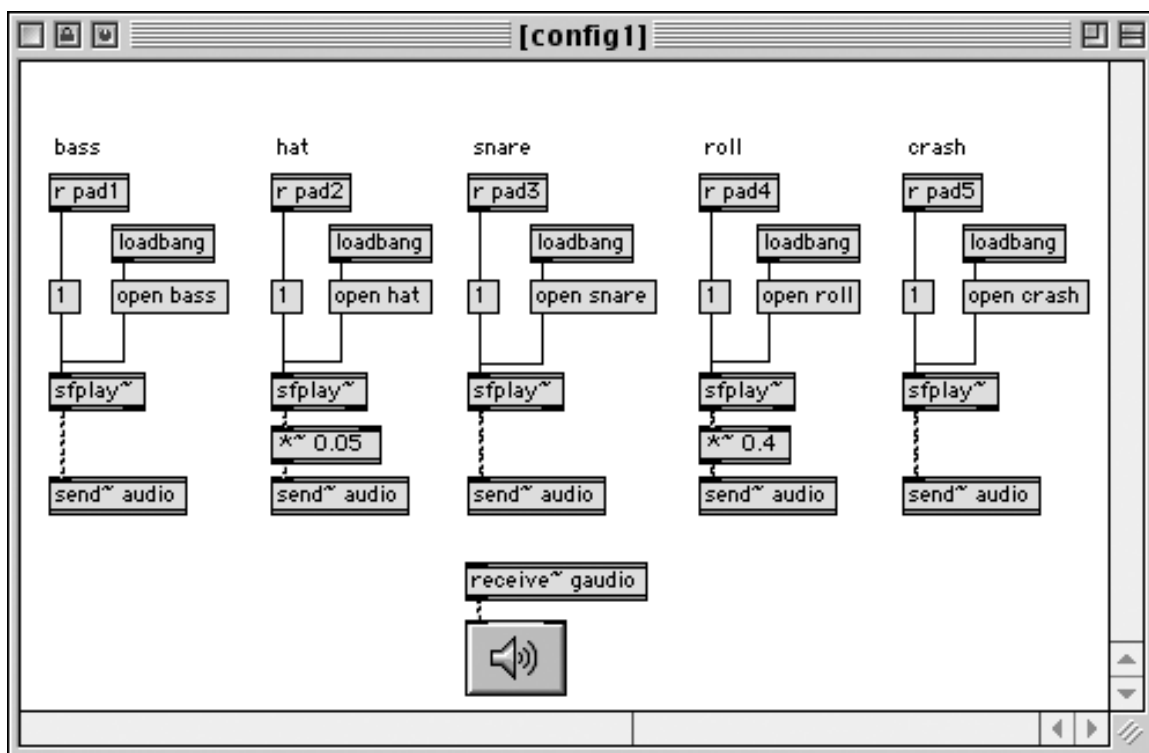 [config1]
bass hat snare roll crash
r pad1 r pad2 r pad3 r pad4 r pad5
loadbang loadbang loadbang loadbang loadbang
1 open bass 1 open hat 1 open snare 1 open roll 1 open crash
sfplay~ sfplay~ sfplay~ sfplay~ sfplay~
*~ 0.05 *~ 0.4
send~ audio send~ audio send~ audio send~ audio send~ audio
receive~ gaudio